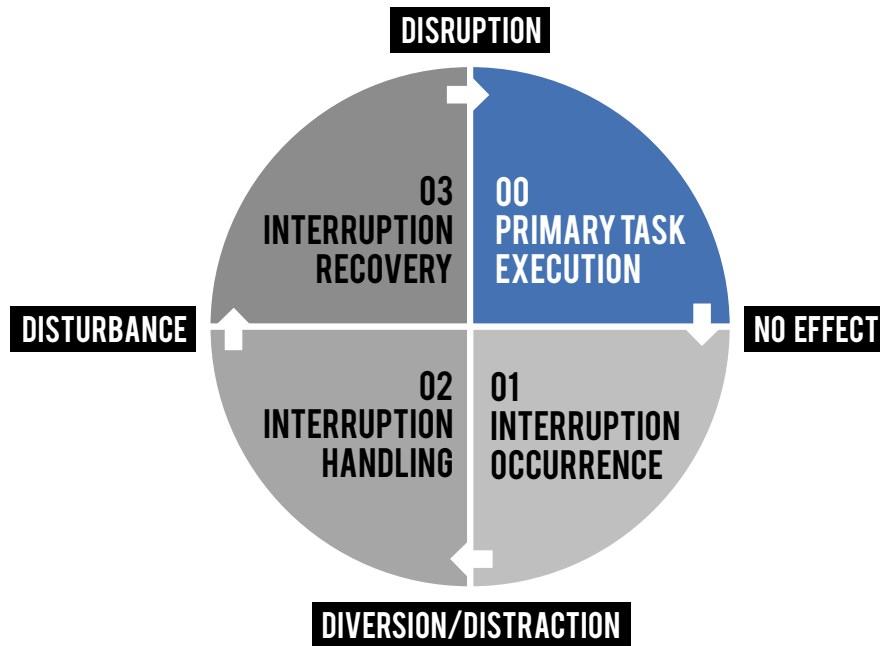 DISRUPTION
03
INTERRUPTION
RECOVERY
00
PRIMARY TASK
EXECUTION
DISTURBANCE
NO EFFECT
02
INTERRUPTION
HANDLING
01
INTERRUPTION
OCCURRENCE
DIVERSION/DISTRACTION